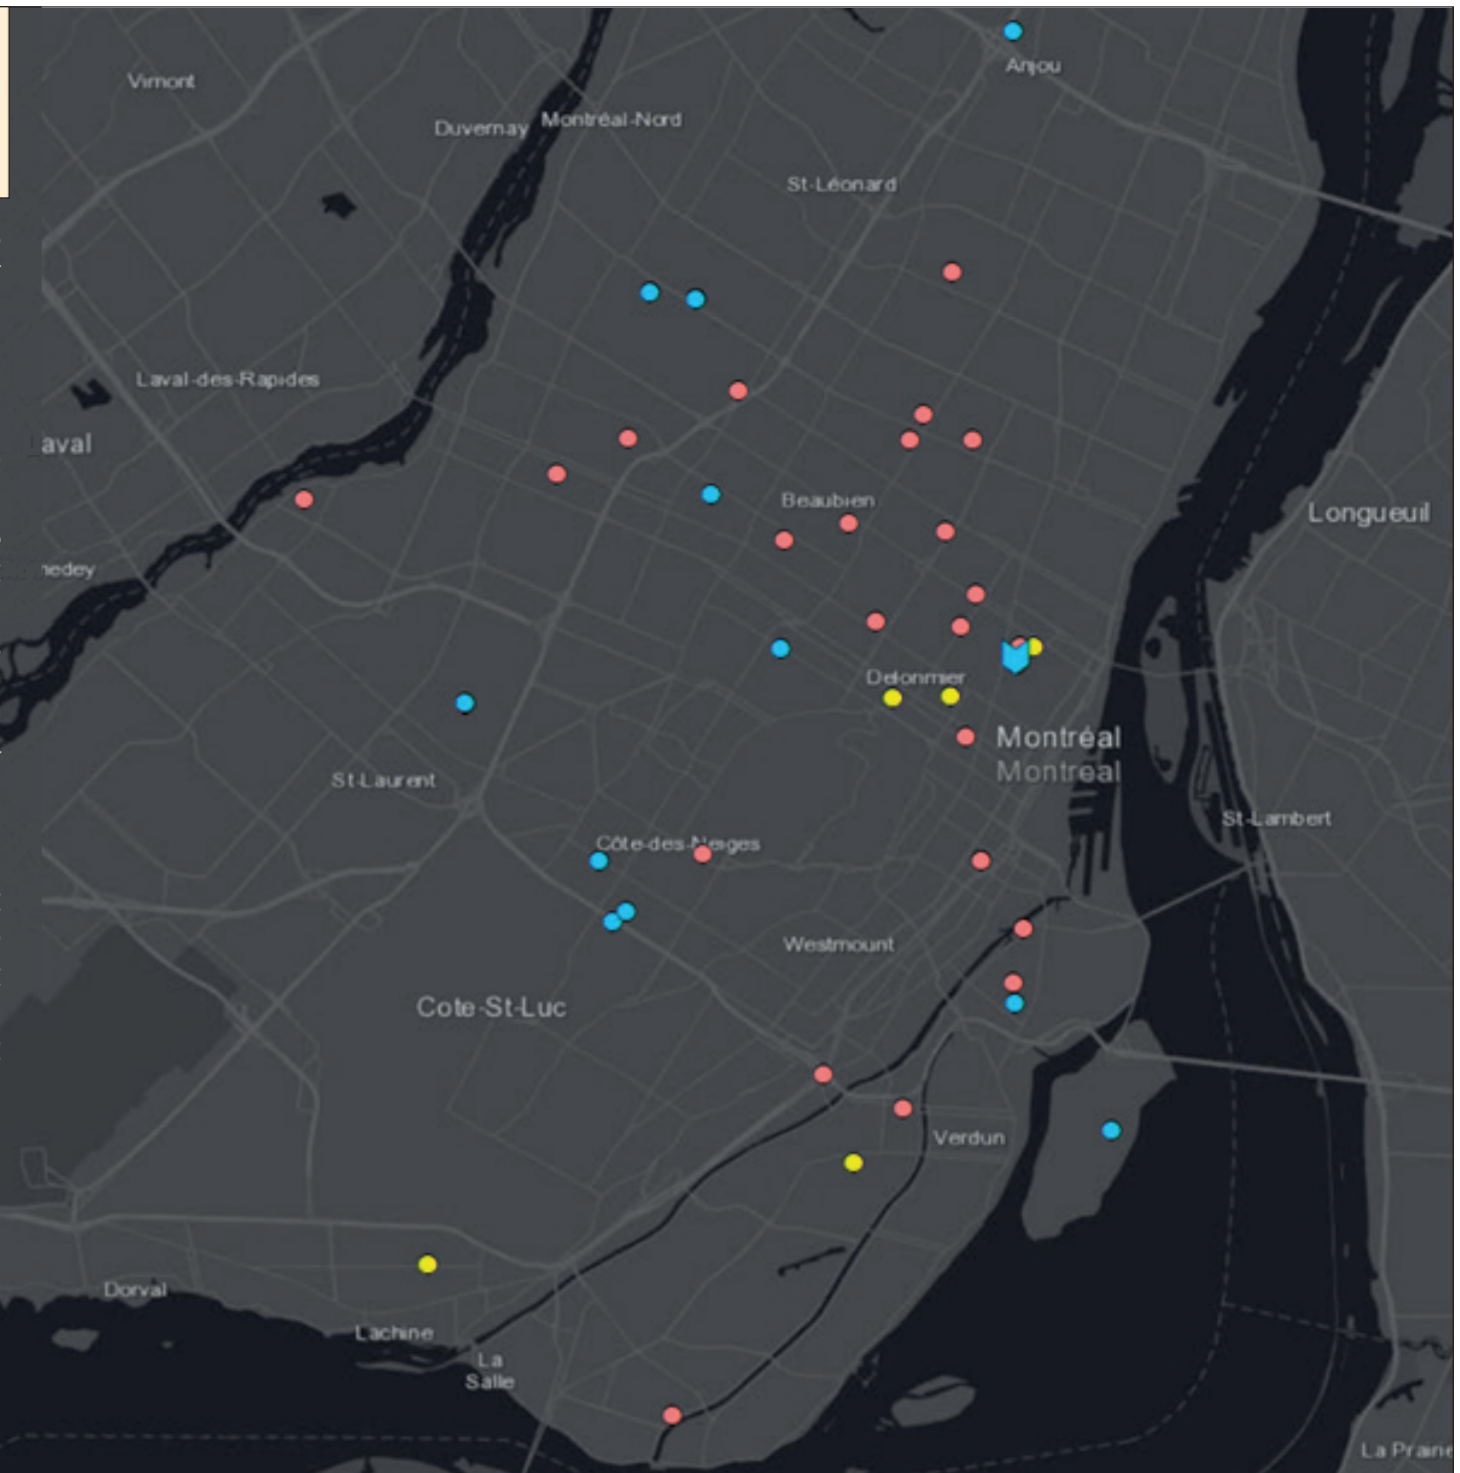 Anjou
Vimont
Montréal-Nord
Duvernay
St-Léonard
Laval-des-Rapides
aval
Beaubien
Longueuil
nedey
Delonmier
Montréal
Montreal
St-Laurent
St-Lambert
Côte-des-Neiges
Westmount
Cote-St-Luc
Verdun
Dorval
Lachine
La
Salle
La Prairie